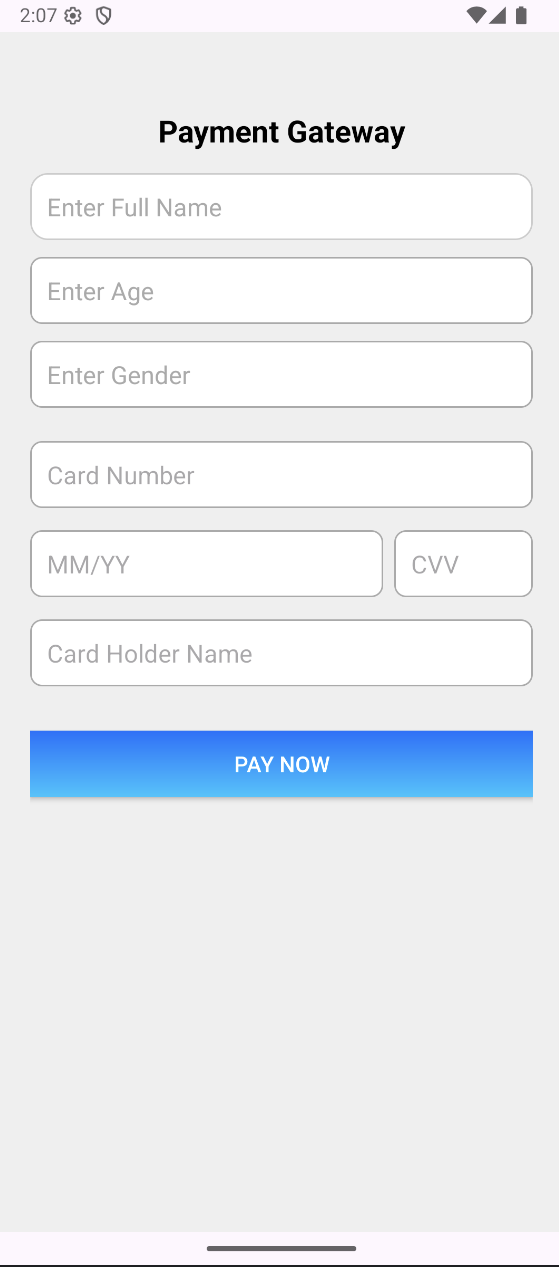 2:07
Payment Gateway
Enter Full Name
Enter Age
Enter Gender
Card Number
MM/YY CVV
Card Holder Name
PAY NOW